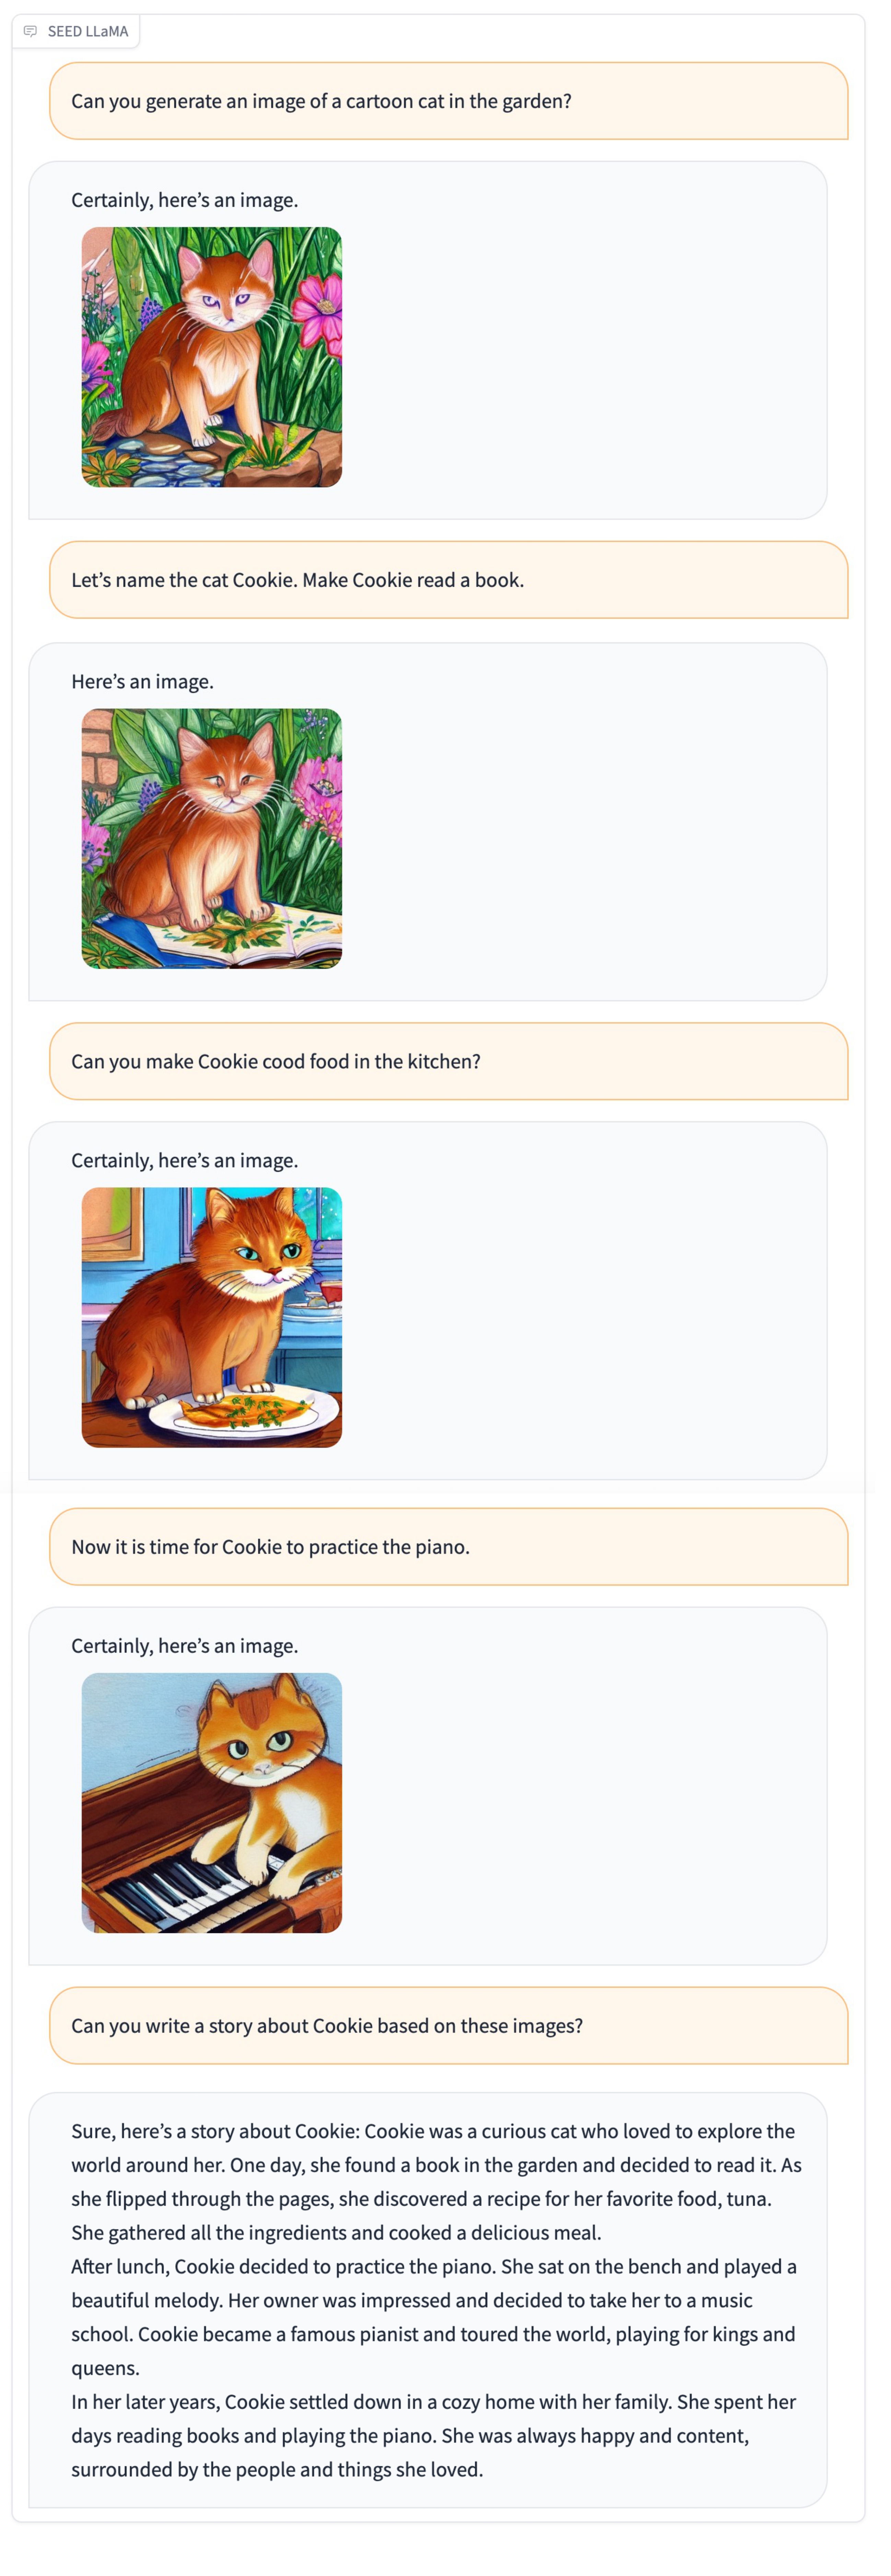 SEED LLaMA
Can you generate an image of a cartoon cat in the garden?
Certainly, here’s an image.
Let’s name the cat Cookie. Make Cookie read a book.
Here’s an image.
Can you make Cookie cood food in the kitchen?
Certainly, here’s an image.
Now it is time for Cookie to practice the piano.
Certainly, here’s an image.
Can you write a story about Cookie based on these images?
Sure, here’s a story about Cookie: Cookie was a curious cat who loved to explore the
world around her. One day, she found a book in the garden and decided to read it. As
she flipped through the pages, she discovered a recipe for her favorite food, tuna.
She gathered all the ingredients and cooked a delicious meal.
After lunch, Cookie decided to practice the piano. She sat on the bench and played a
beautiful melody. Her owner was impressed and decided to take her to a music
school. Cookie became a famous pianist and toured the world, playing for kings and
queens.
In her later years, Cookie settled down in a cozy home with her family. She spent her
days reading books and playing the piano. She was always happy and content,
surrounded by the people and things she loved.